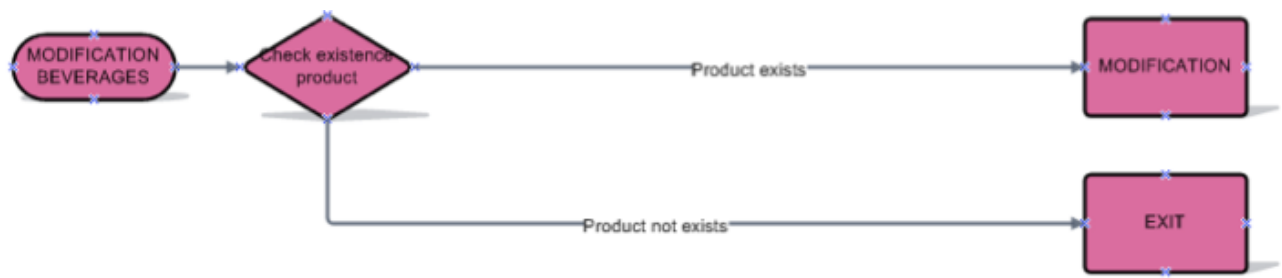 MODIFICATION
BEVERAGES
Check existence
product
Product exists
MODIFICATION
Product not exists
EXIT